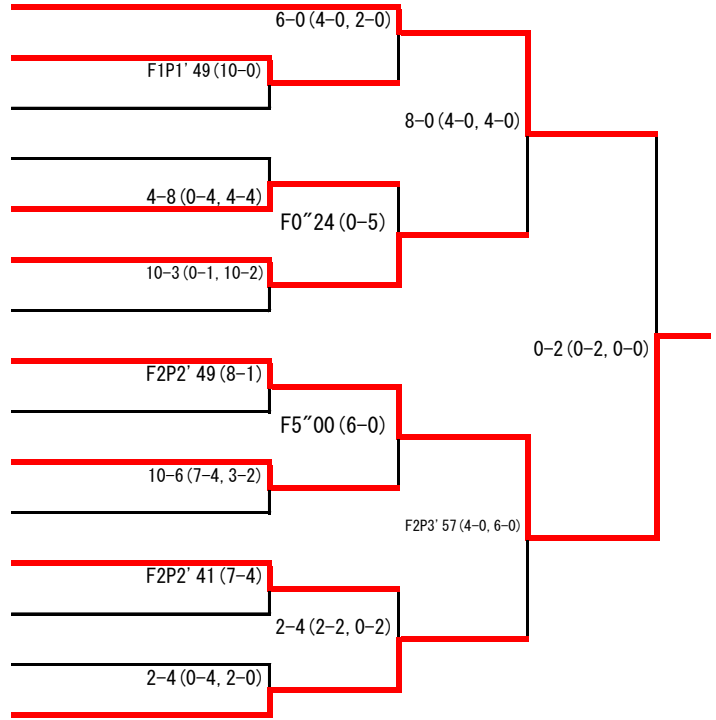 6-0(4-0,2-0)
F1P1'49(10-0)
8-0(4-0,4-0)
4-8(0-4,4-4)
F0"24(0-5)
10-3(0-1,10-2)
0-2(0-2,0-0)
F2P2'49(8-1)
F5"00(6-0)
10-6(7-4,3-2)
F2P3'57(4-0,6-0)
F2P2'41(7-4)
2-4(2-2,0-2)
2-4(0-4,2-0)